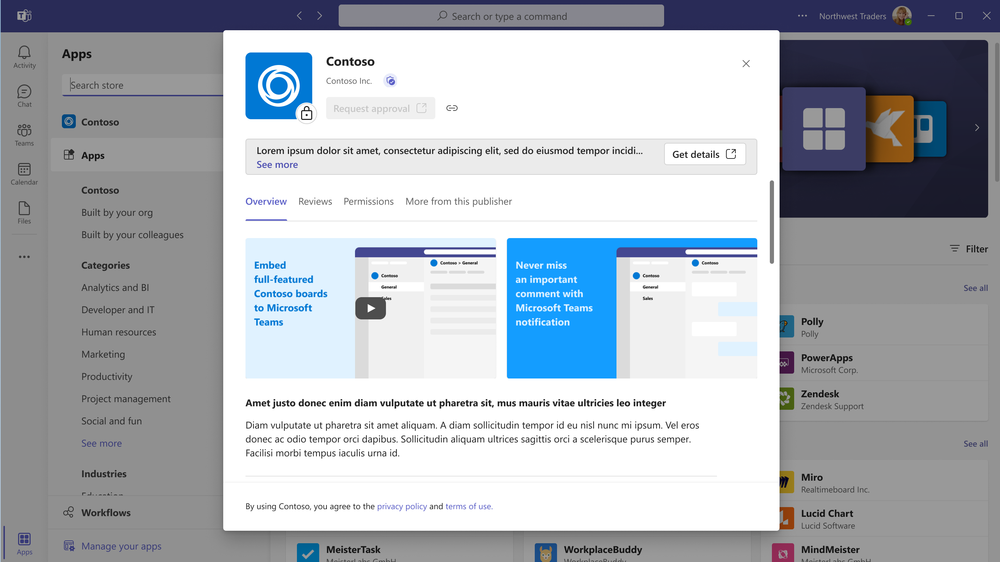 Search or type a command
Northwest Traders
Activity
Chat
Teams
Calendar
Files
Apps
Apps
Search store
Contoso
Apps
Contoso
Built by your org
Built by your colleagues
Categories
Analytics and BI
Developer and IT
Human resources
Marketing
Productivity
Project management
Social and fun
See more
Industries
Education
Workflows
Manage your apps
Contoso
Contoso Inc.
Request approval
Lorem ipsum dolor sit amet, consectetur adipiscing elit, sed do eiusmod tempor incidi...
See more
Get details
Overview
Reviews
Permissions
More from this publisher
Embed
full-featured
Contoso boards
to Microsoft
Teams
Contoso > General
Contoso
General
Sales
Never miss
an important
comment with
Microsoft Teams
notification
Contoso
Contoso
General
Sales
Amet justo donec enim diam vulputate ut pharetra sit, mus mauris vitae ultricies leo integer
Diam vulputate ut pharetra sit amet aliquam. A diam sollicitudin tempor id eu nisl nunc mi ipsum. Vel eros
donec ac odio tempor orci dapibus. Sollicitudin aliquam ultrices sagittis orci a scelerisque purus semper.
Facilisi morbi tempus iaculis urna id.
By using Contoso, you agree to the privacy policy and terms of use.
Filter
See all
Polly
Polly
PowerApps
Microsoft Corp.
Zendesk
Zendesk Support
See all
Miro
Realtimeboard Inc.
Lucid Chart
Lucid Software
MeisterTask
MeisterLabs GmbH
WorkplaceBuddy
WorkplaceBuddy
MindMeister
MeisterLabs GmbH